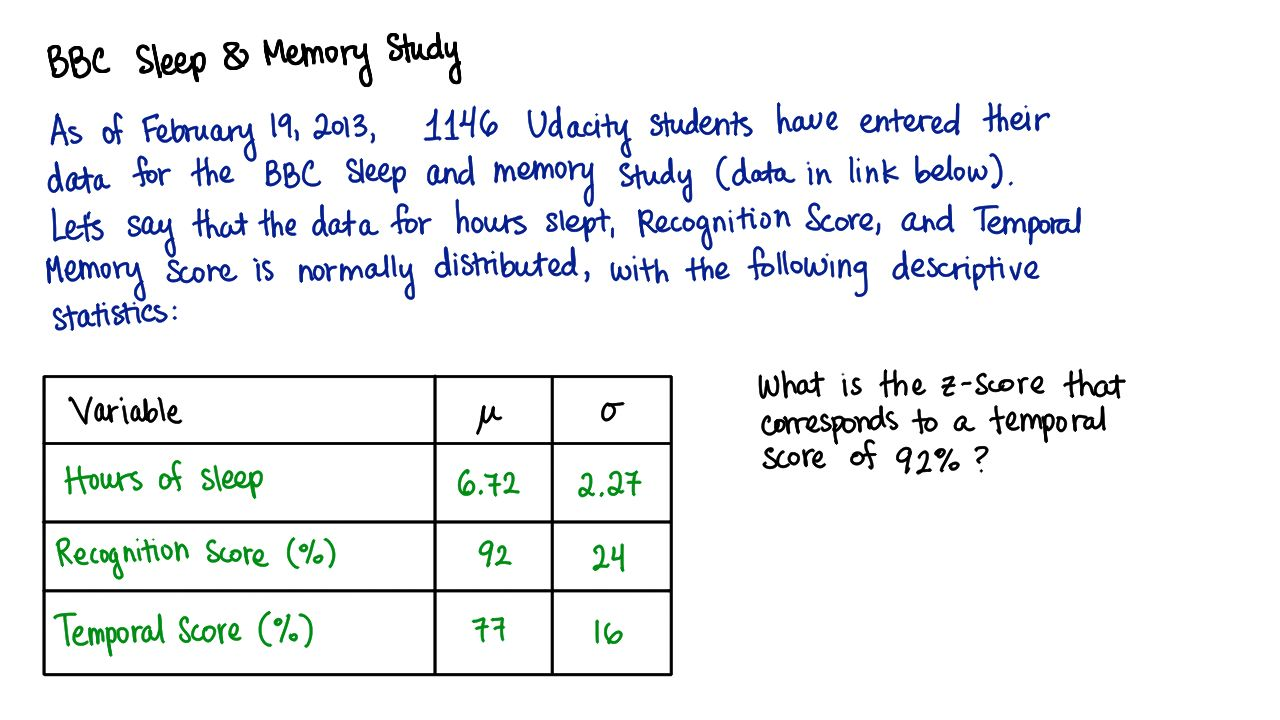 BBC Sleep & Memory Study
As of February 19, 2013, 1146 Udacity students have entered their
data for the BBC Sleep and memory study (data in link below).
Let's say that the data for hours slept, Recognition Score, and Temporal
Memory Score is normally distributed, with the following descriptive
statistics:
Variable μ σ
Hours of sleep 6.72 2.27
Recognition Score (%) 92 24
Temporal Score (%) 77 16
What is the z-score that
corresponds to a temporal
score of 92% ?